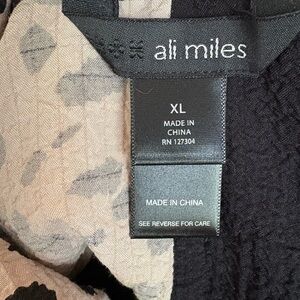 ali miles
XL
MADE IN
CHINA
RN 127304
MADE IN CHINA
SEE REVERSE FOR CARE